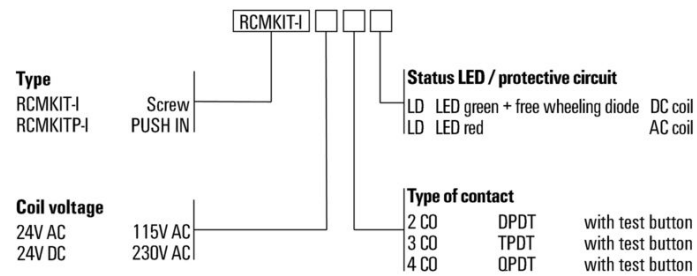 RCMKIT-I
Type
RCMKIT-I Screw
RCMKITP-I PUSH IN
Status LED / protective circuit
LD LED green + free wheeling diode DC coil
LD LED red AC coil
Coil voltage
24V AC 115V AC
24V DC 230V AC
Type of contact
2 CO DPDT with test button
3 CO TPDT with test button
4 CO QPDT with test button